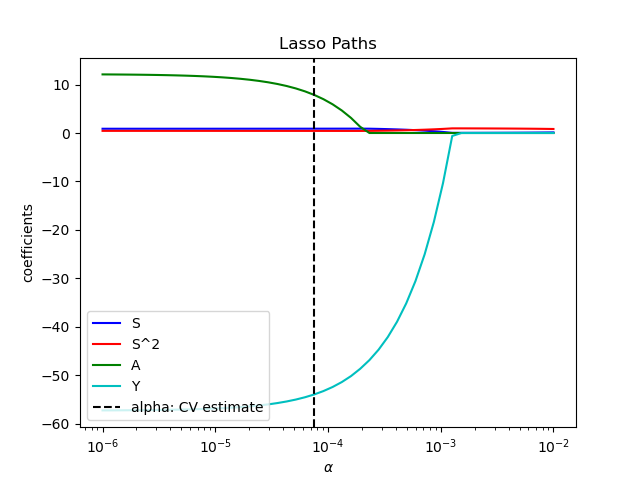 Lasso Paths
coefficients
10
0
−10
−20
−30
−40
−50
−60
S
S^2
A
Y
alpha: CV estimate
10⁻⁶ 10⁻⁵ 10⁻⁴ 10⁻³ 10⁻²
α